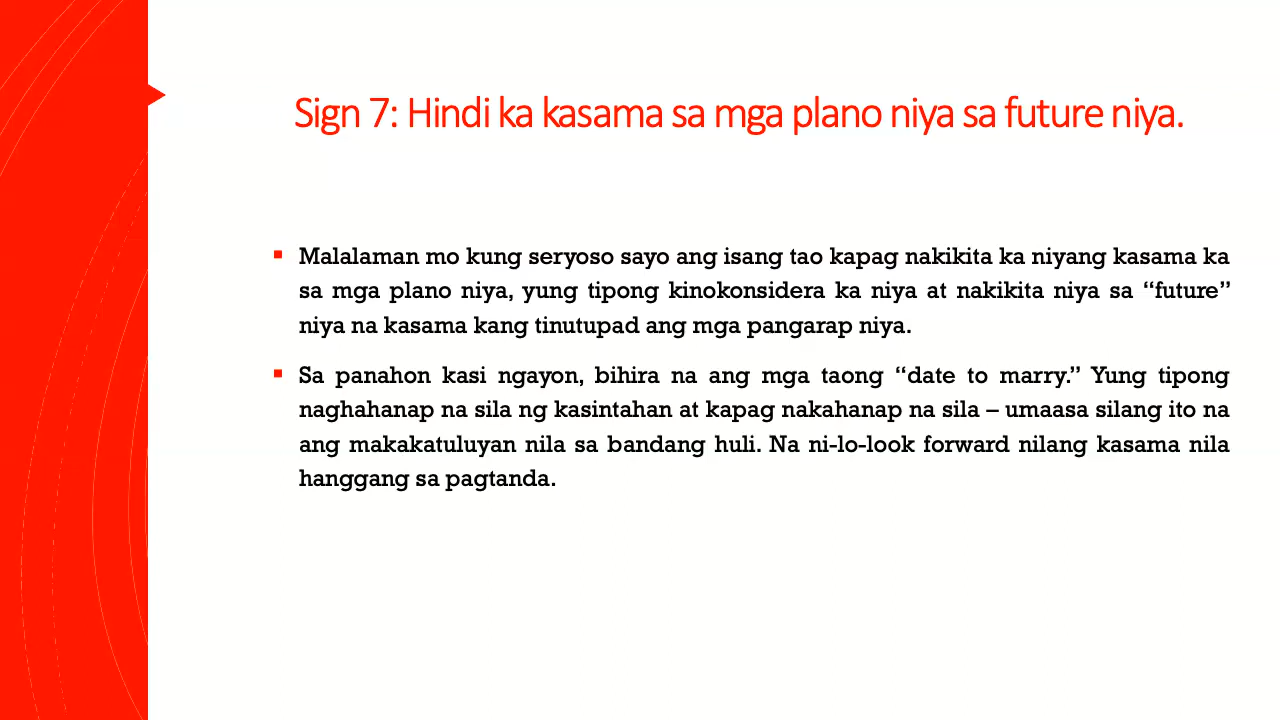 Sign 7: Hindi ka kasama sa mga plano niya sa future niya.
Malalaman mo kung seryoso sayo ang isang tao kapag nakikita ka niyang kasama ka
sa mga plano niya, yung tipong kinokonsidera ka niya at nakikita niya sa “future”
niya na kasama kang tinutupad ang mga pangarap niya.
Sa panahon kasi ngayon, bihira na ang mga taong “date to marry.” Yung tipong
naghahanap na sila ng kasintahan at kapag nakahanap na sila – umaasa silang ito na
ang makakatuluyan nila sa bandang huli. Na ni-lo-look forward nilang kasama nila
hanggang sa pagtanda.